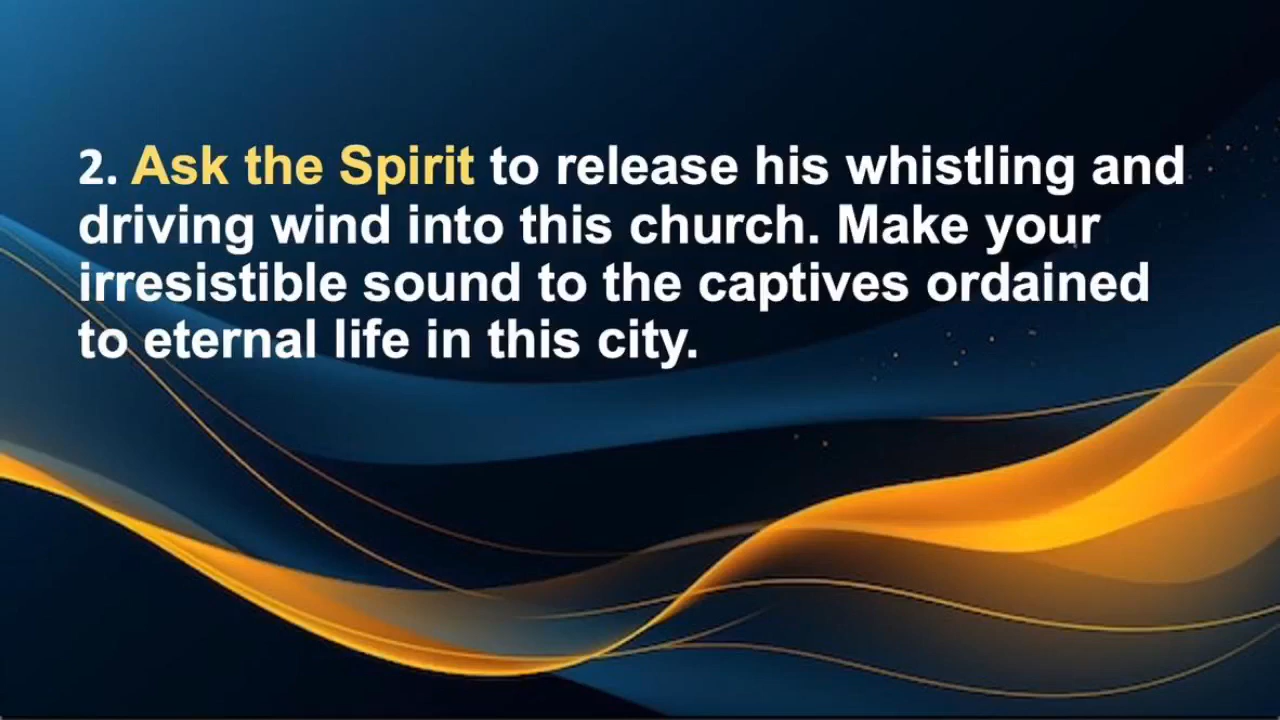 2. Ask the Spirit to release his whistling and
driving wind into this church. Make your
irresistible sound to the captives ordained
to eternal life in this city.